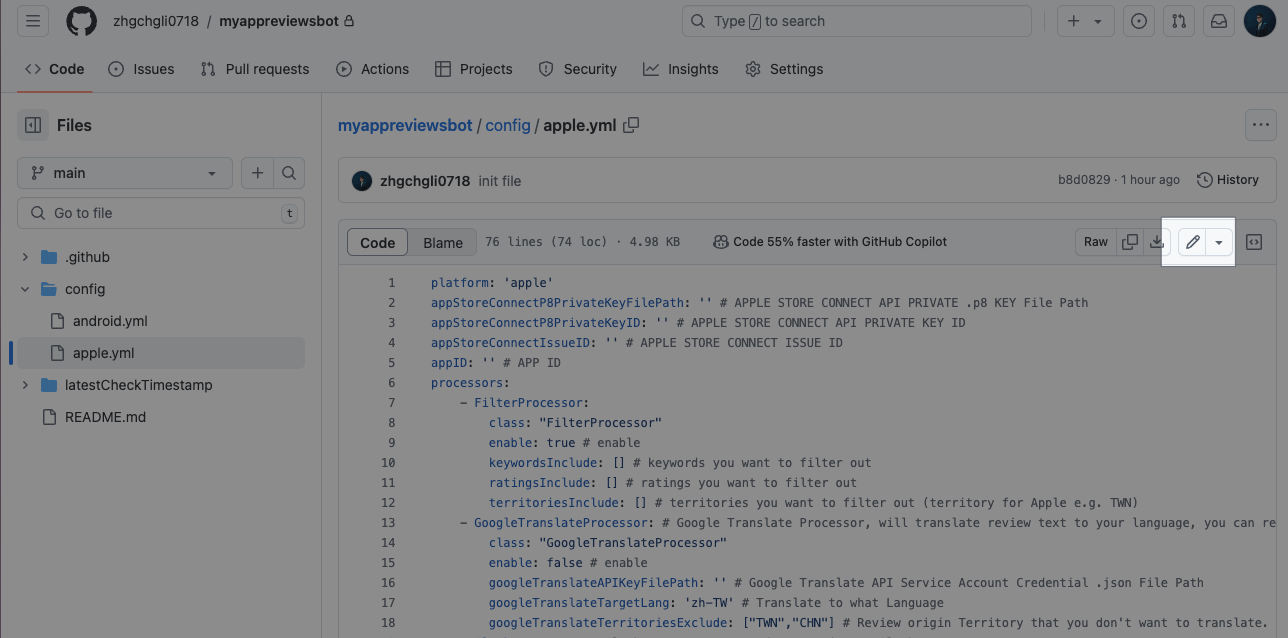 zhgchgli0718 / myappreviewsbot
Type / to search
Code Issues Pull requests Actions Projects Security Insights Settings
Files
main
Go to file t
.github
config
android.yml
apple.yml
latestCheckTimestamp
README.md
myappreviewsbot / config / apple.yml
zhgchgli0718 init file b8d0829 · 1 hour ago History
Code Blame 76 lines (74 loc) · 4.98 KB Code 55% faster with GitHub Copilot Raw
1 platform: 'apple'
2 appStoreConnectP8PrivateKeyFilePath: '' # APPLE STORE CONNECT API PRIVATE .p8 KEY File Path
3 appStoreConnectP8PrivateKeyID: '' # APPLE STORE CONNECT API PRIVATE KEY ID
4 appStoreConnectIssueID: '' # APPLE STORE CONNECT ISSUE ID
5 appID: '' # APP ID
6 processors:
7 - FilterProcessor:
8 class: "FilterProcessor"
9 enable: true # enable
10 keywordsInclude: [] # keywords you want to filter out
11 ratingsInclude: [] # ratings you want to filter out
12 territoriesInclude: [] # territories you want to filter out (territory for Apple e.g. TWN)
13 - GoogleTranslateProcessor: # Google Translate Processor, will translate review text to your language, you can re
14 class: "GoogleTranslateProcessor"
15 enable: false # enable
16 googleTranslateAPIKeyFilePath: '' # Google Translate API Service Account Credential .json File Path
17 googleTranslateTargetLang: 'zh-TW' # Translate to what Language
18 googleTranslateTerritoriesExclude: ["TWN","CHN"] # Review origin Territory that you don't want to translate.